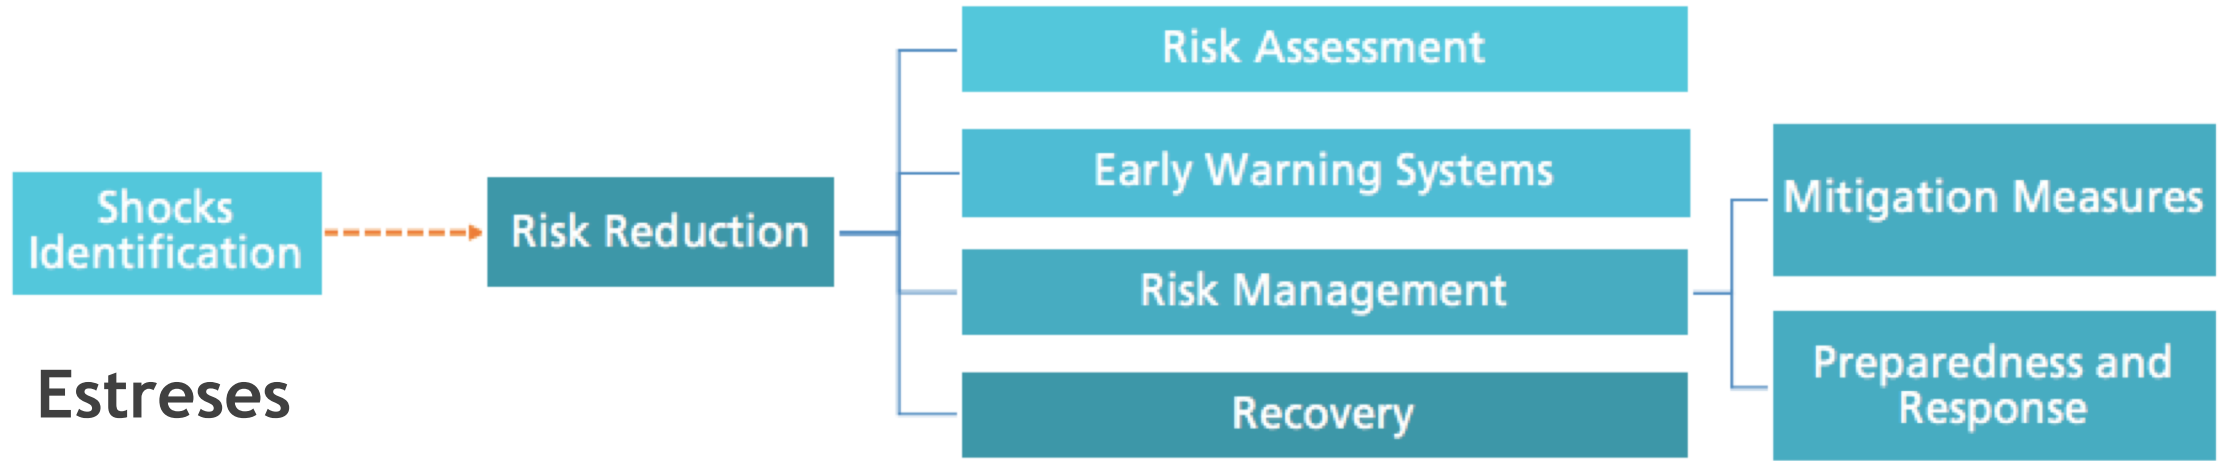 Shocks
Identification
Risk Reduction
Risk Assessment
Early Warning Systems
Risk Management
Recovery
Mitigation Measures
Preparedness and
Response
Estreses